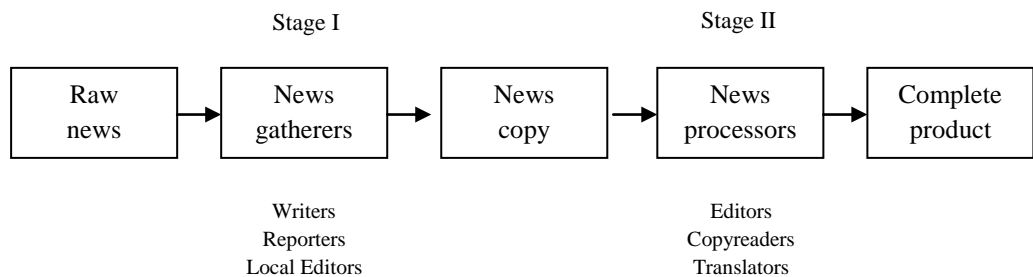 Stage I
Stage II
Raw
news
News
gatherers
News
copy
News
processors
Complete
product
Writers
Reporters
Local Editors
Editors
Copyreaders
Translators